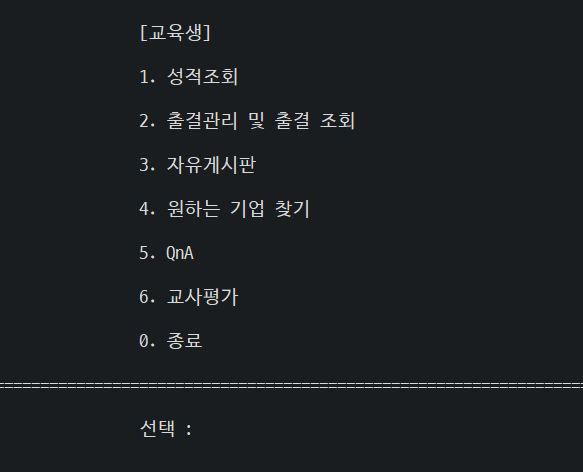 [교육생]
1. 성적조회
2. 출결관리 및 출결 조회
3. 자유게시판
4. 원하는 기업 찾기
5. QnA
6. 교사평가
0. 종료
=================================================================
선택 :